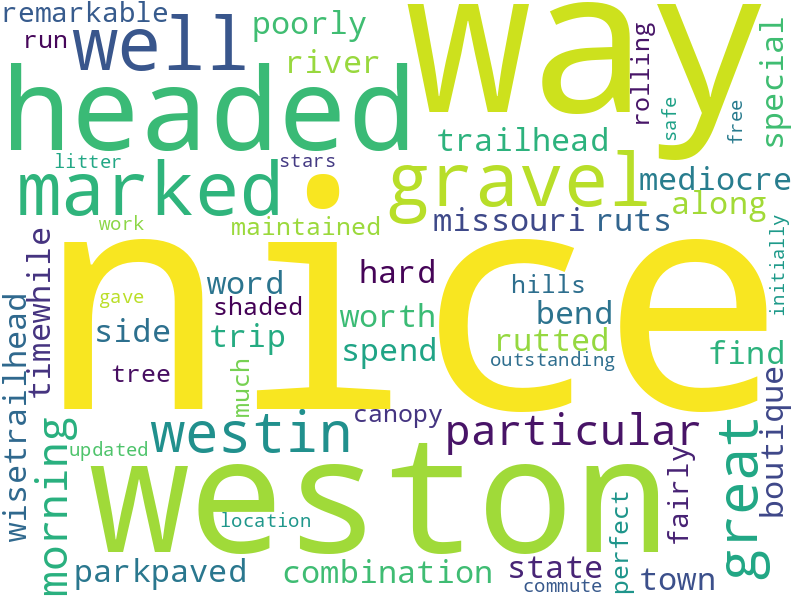 remarkable
run
well
poorly
river
way
rolling
safe
free
special
headed
trailhead
litter
stars
marked
gravel
mediocre
along
work
maintained
missouri
ruts
initially
timewhile
nice
word
hard
hills
gave
shaded
bend
side
trip
worth
rutted
spend
outstanding
find
wisetrailhead
tree
much
canopy
boutique
morning
updated
westin
particular
great
fairly
weston
location
perfect
parkpaved
combination
state
commute
town